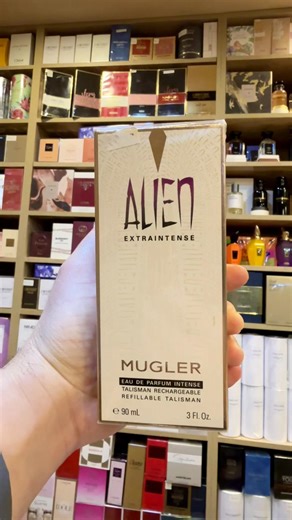 ALIEN
EXTRAINTENSE
MUGLER
EAU DE PARFUM INTENSE
TALISMAN RECHARGEABLE
REFILLABLE TALISMAN
℮ 90 mL 3 Fl. Oz.